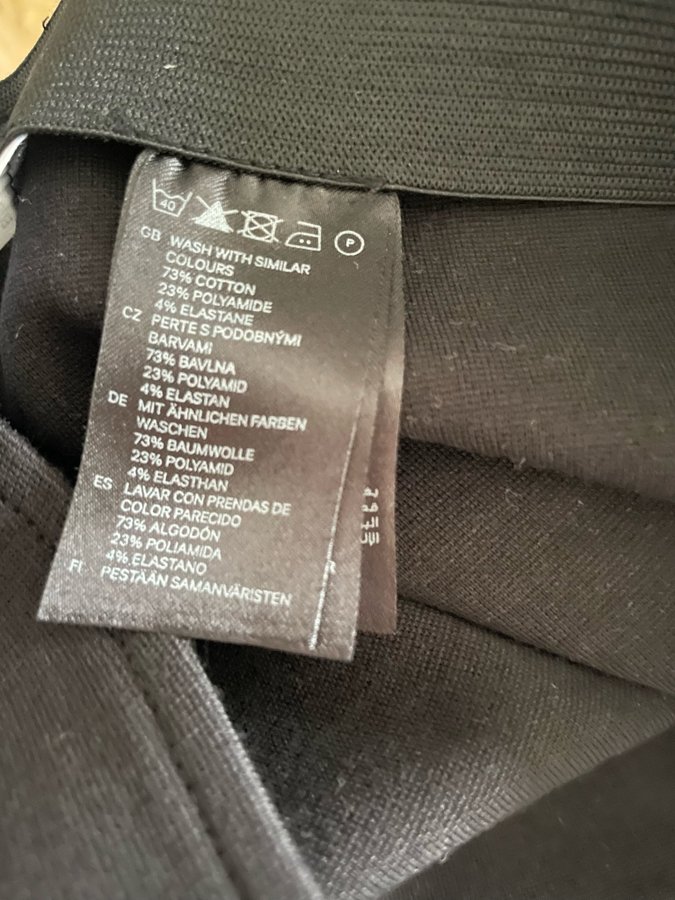 40
P
GB WASH WITH SIMILAR
COLOURS
73% COTTON
23% POLYAMIDE
4% ELASTANE
CZ PERTE S PODOBNÝMI
BARVAMI
73% BAVLNA
23% POLYAMID
4% ELASTAN
DE MIT ÄHNLICHEN FARBEN
WASCHEN
73% BAUMWOLLE
23% POLYAMID
4% ELASTHAN
ES LAVAR CON PRENDAS DE
COLOR PARECIDO
73% ALGODÓN
23% POLIAMIDA
4% ELASTANO
FI PESTÄÄN SAMANVÄRISTEN